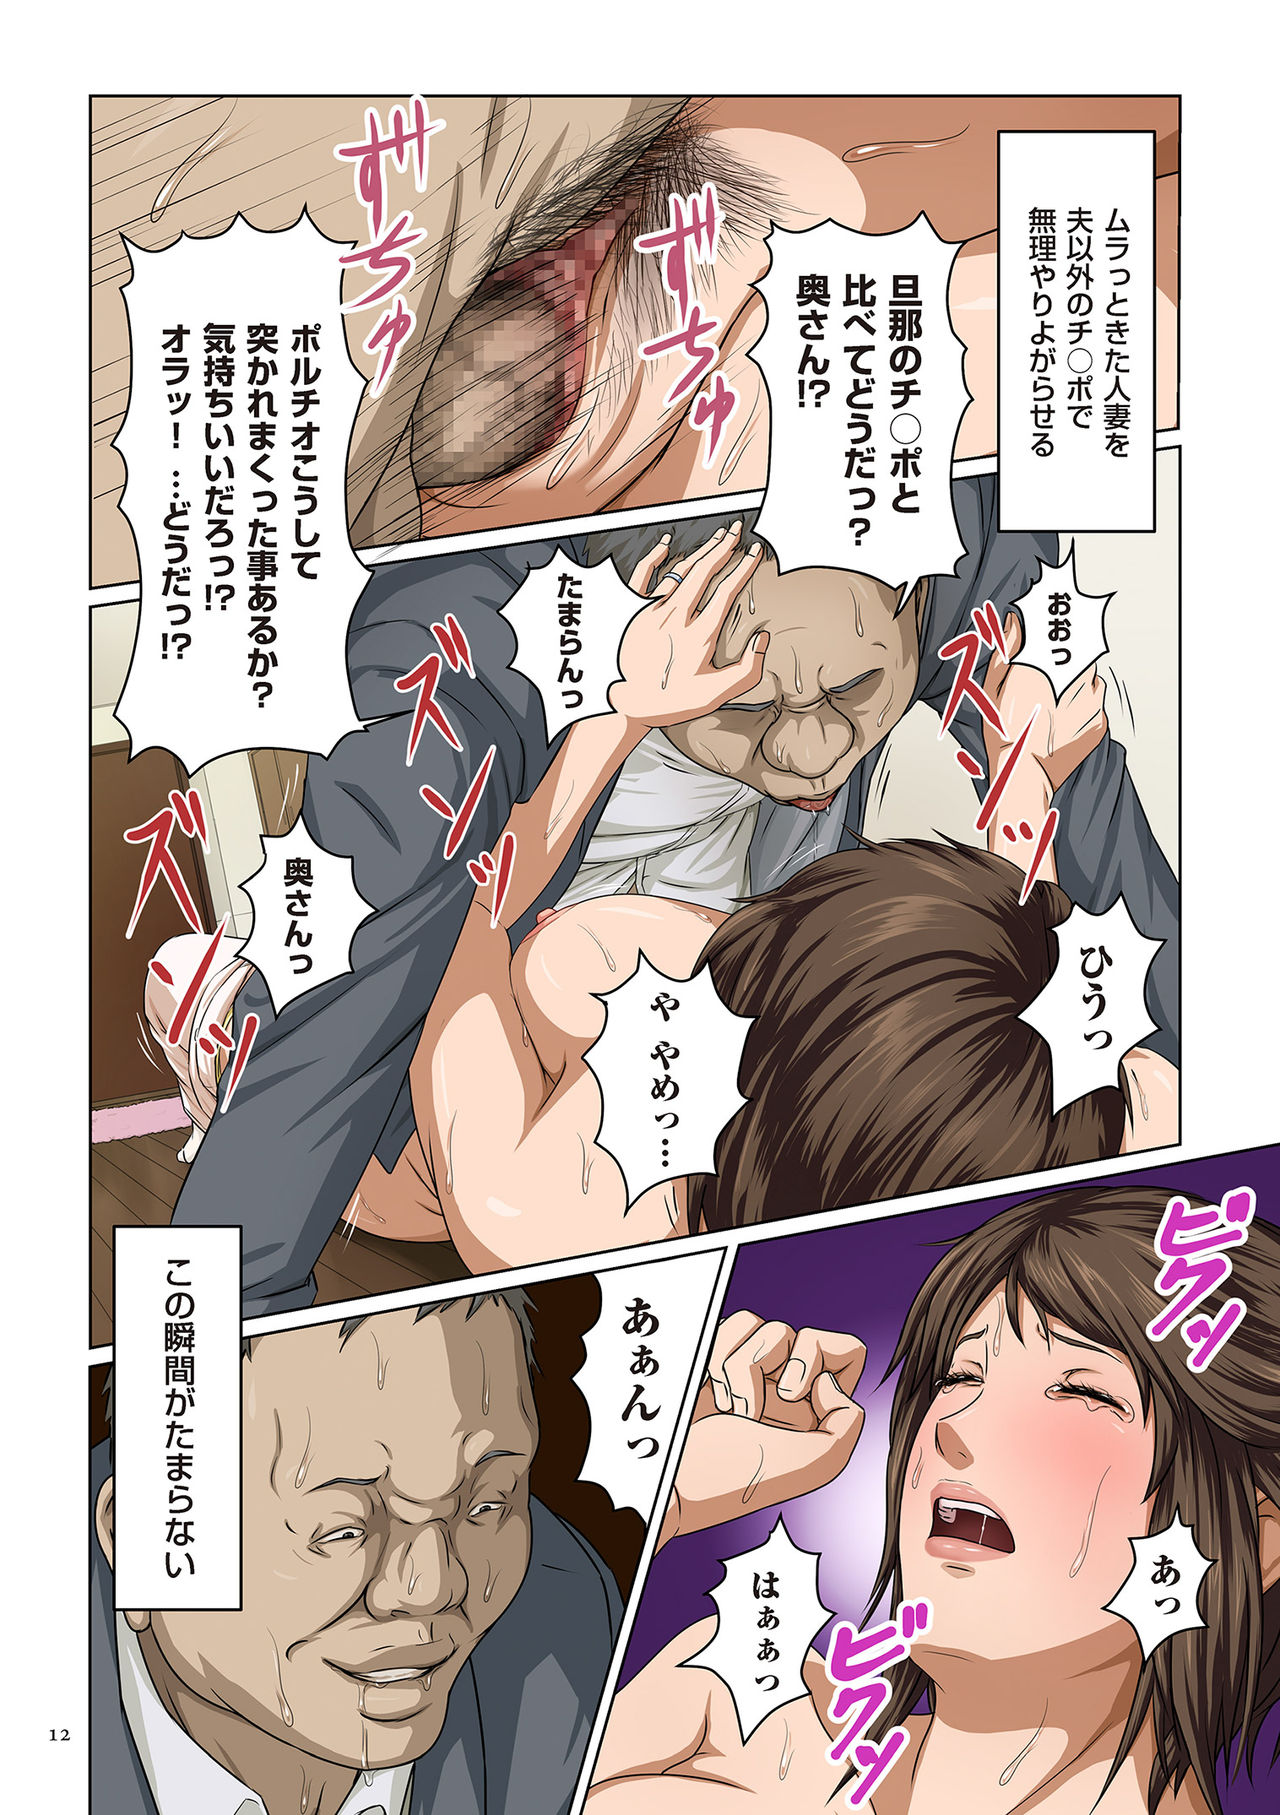 ムラっときた人妻を
夫以外のチ○ポで
無理やりよがらせる
旦那のチ○ポと
比べてどうだっ?
奥さん!?
ずちゅ
ずちゅ
ポルチオこうして
突かれまくった事あるか?
気持ちいいだろっ!?
オラッ!…どうだっ!?
おおっ
たまらんっ
奥さんっ
ズンッ
ズンッ
ズンッ
ひうっ
や やめっ…
ビクッ
あぁんっ
あっ
はぁぁっ
ビクッ
この瞬間がたまらない
12